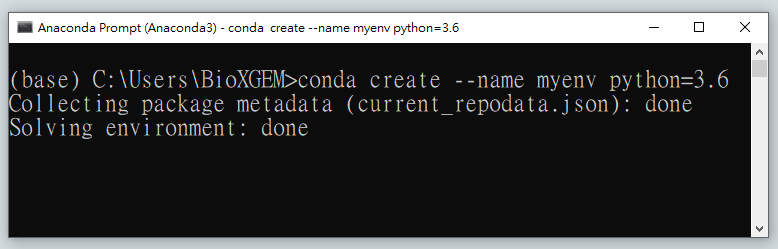 Anaconda Prompt (Anaconda3) - conda  create --name myenv python=3.6
(base) C:\Users\BioXGEM>conda create --name myenv python=3.6
Collecting package metadata (current_repodata.json): done
Solving environment: done